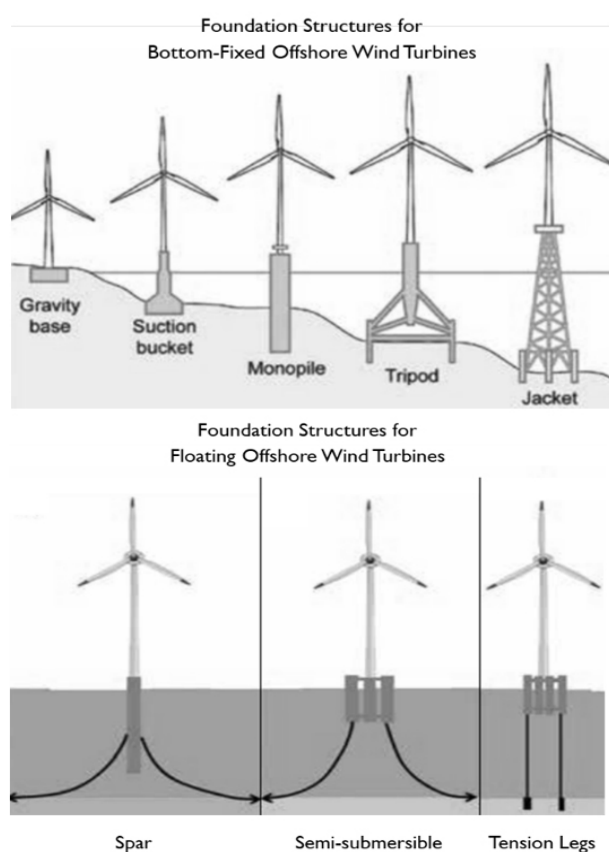 Foundation Structures for
Bottom-Fixed Offshore Wind Turbines
Gravity
base
Suction
bucket
Monopile
Tripod
Jacket
Foundation Structures for
Floating Offshore Wind Turbines
Spar
Semi-submersible
Tension Legs